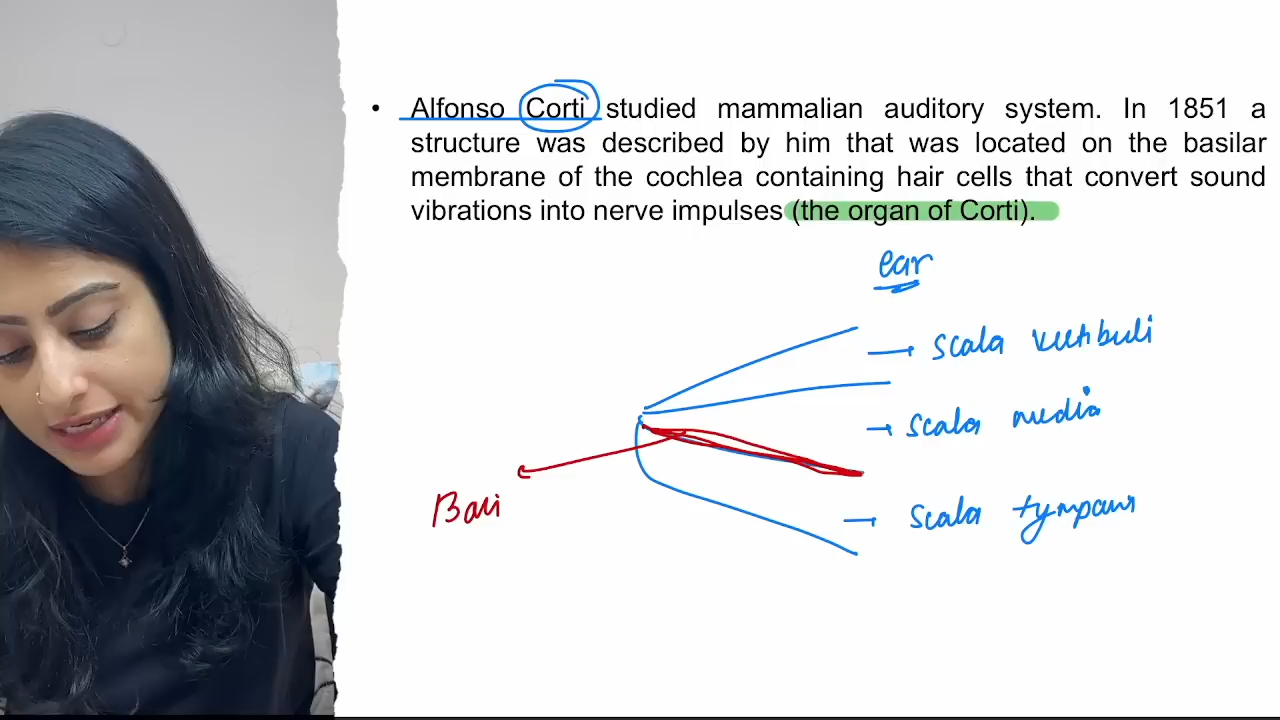 • Alfonso Corti studied mammalian auditory system. In 1851 a
structure was described by him that was located on the basilar
membrane of the cochlea containing hair cells that convert sound
vibrations into nerve impulses (the organ of Corti).
ear
→ Scala
→ Scala media
Basi
→ Scala